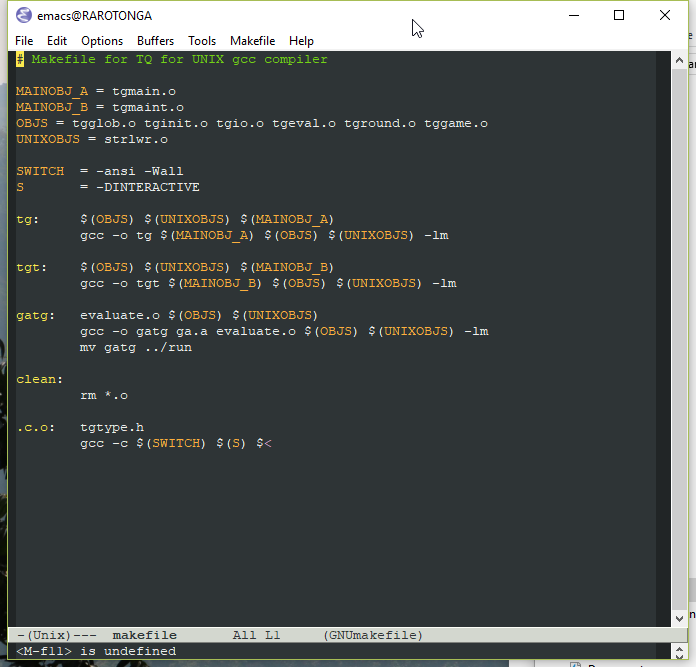 emacs@RAROTONGA
File Edit Options Buffers Tools Makefile Help
# Makefile for TQ for UNIX gcc compiler
MAINOBJ_A = tgmain.o
MAINOBJ_B = tgmaint.o
OBJS = tgglob.o tginit.o tgio.o tgeval.o tground.o tggame.o
UNIXOBJS = strlwr.o
SWITCH  = -ansi -Wall
S       = -DINTERACTIVE
tg:     $(OBJS) $(UNIXOBJS) $(MAINOBJ_A)
        gcc -o tg $(MAINOBJ_A) $(OBJS) $(UNIXOBJS) -lm
tgt:    $(OBJS) $(UNIXOBJS) $(MAINOBJ_B)
        gcc -o tgt $(MAINOBJ_B) $(OBJS) $(UNIXOBJS) -lm
gatg:   evaluate.o $(OBJS) $(UNIXOBJS)
        gcc -o gatg ga.a evaluate.o $(OBJS) $(UNIXOBJS) -lm
        mv gatg ../run
clean:
        rm *.o
.c.o:   tgtype.h
        gcc -c $(SWITCH) $(S) $<
-(Unix)---  makefile       All L1     (GNUmakefile)
<M-f11> is undefined